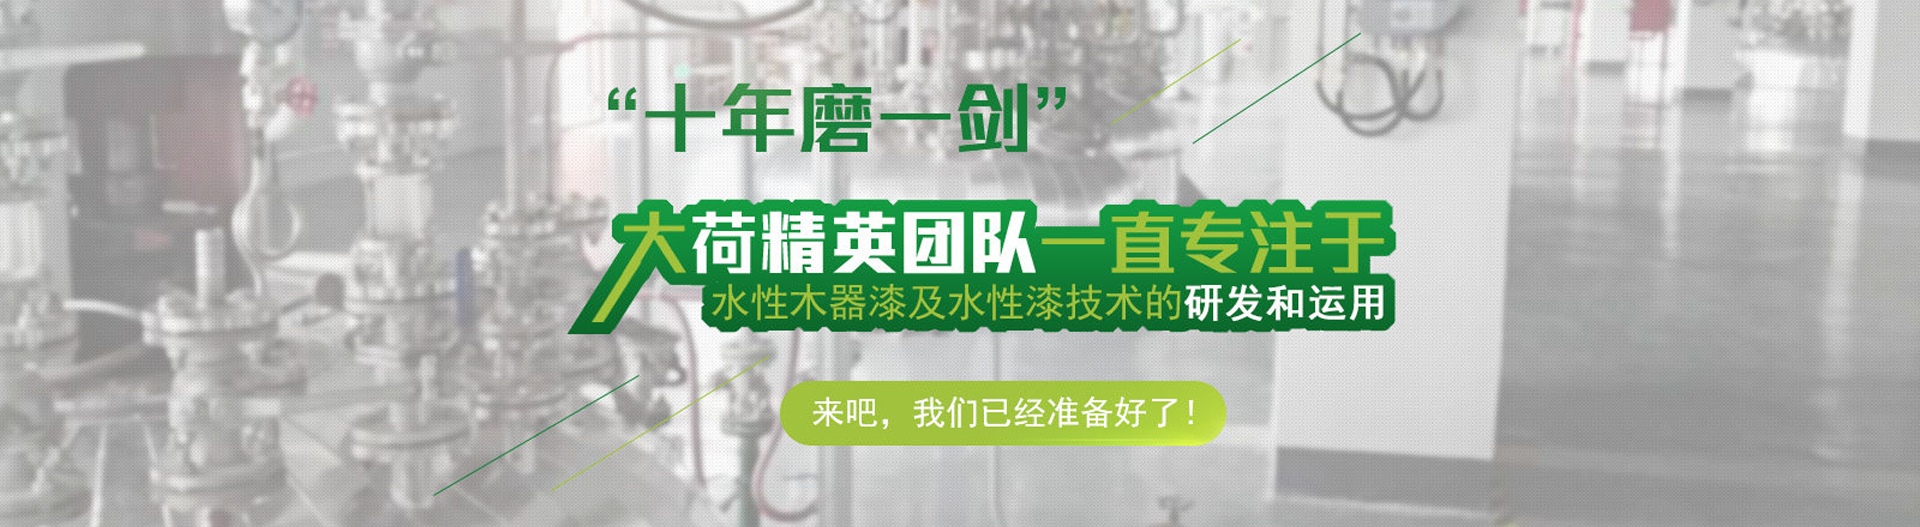 “十年磨一剑”
大荷精英团队一直专注于
水性木器漆及水性漆技术的研发和运用
来吧，我们已经准备好了！